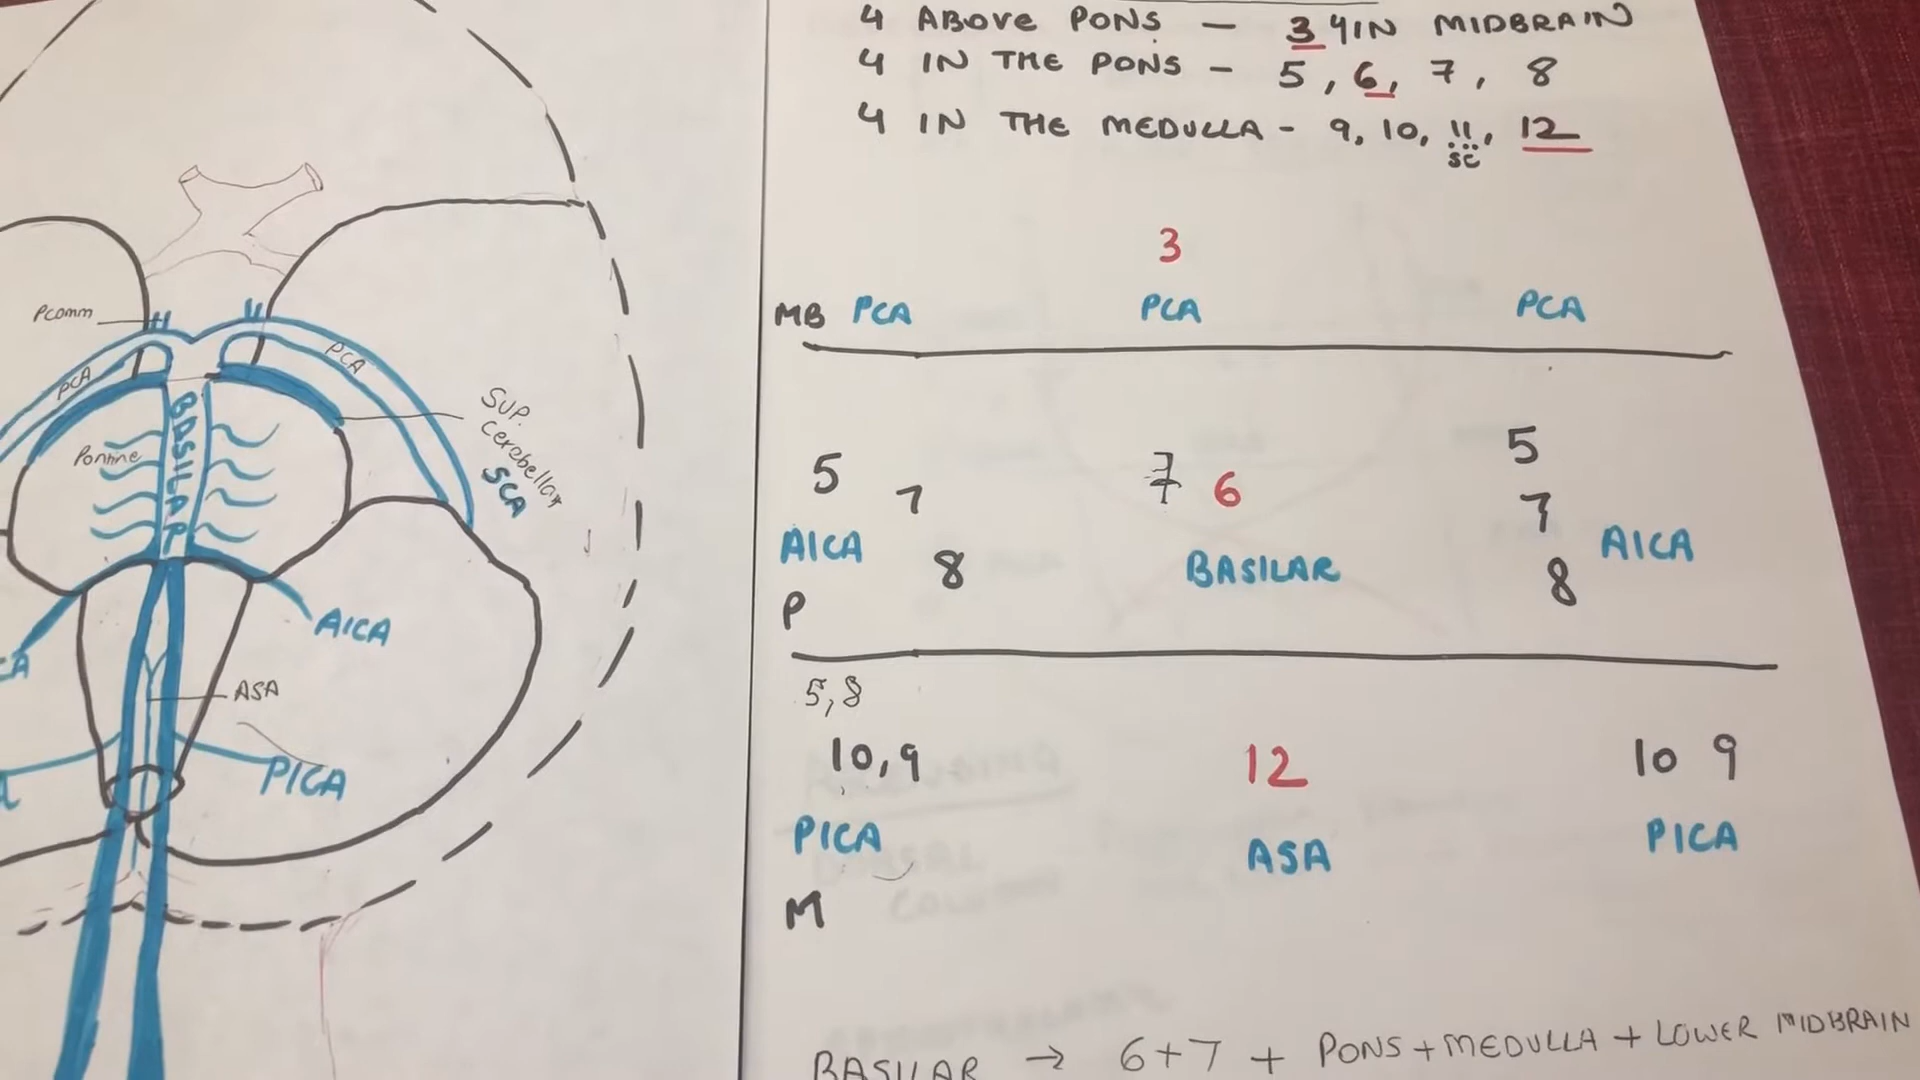 4 ABOVE PONS — 3 4 IN MIDBRAIN
4 IN THE PONS - 5, 6, 7, 8
4 IN THE MEDULLA - 9, 10, 11, 12
SC
3
MB PCA PCA PCA
5 7 8
AICA
P
7 6
BASILAR
5
7
8
AICA
5,8
10,9
PICA
M
12
ASA
10 9
PICA
BASILAR → 6+7 + PONS+MEDULLA + LOWER MIDBRAIN
Pcomm
PCA
PCA
SUP.
cerebellar
SCA
Pontine
BASILAR
AICA
CA
ASA
PICA
A